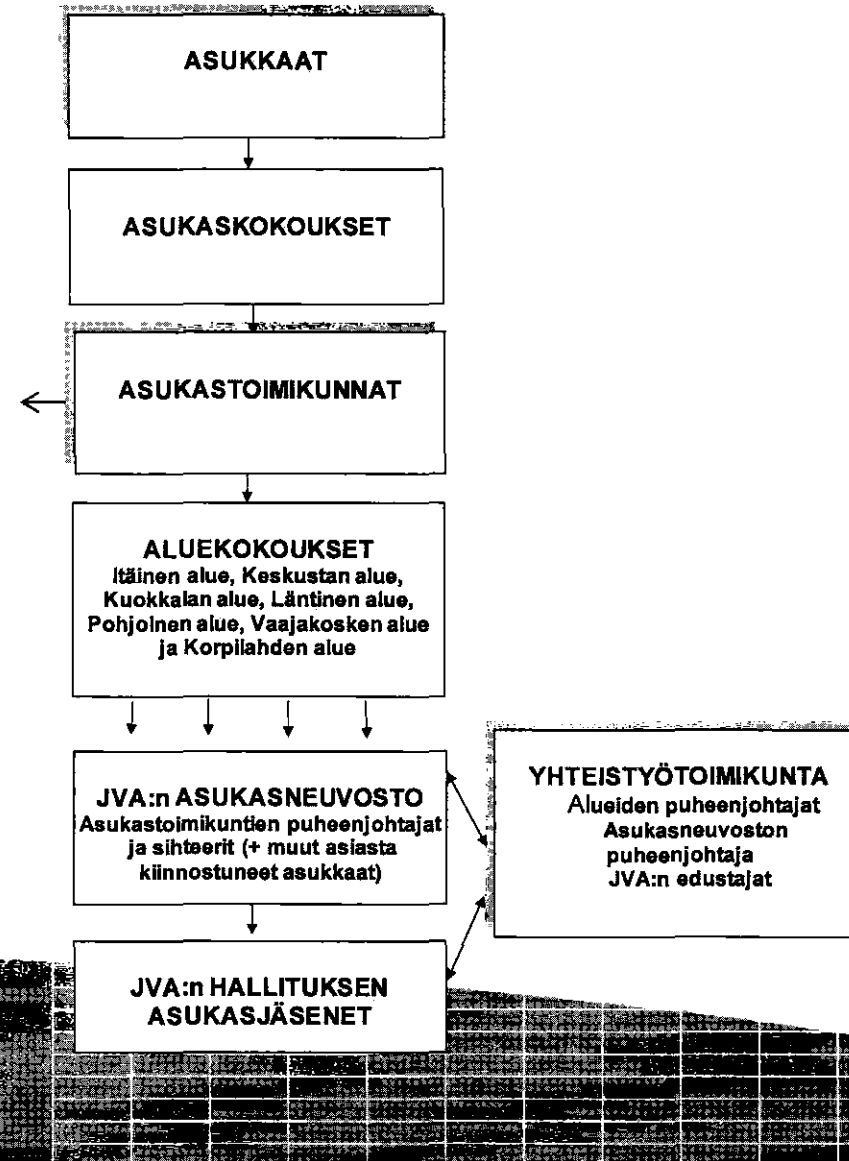 ASUKKAAT
ASUKASKOKOUKSET
ASUKASTOIMIKUNNAT
ALUEKOKOUKSET
Itäinen alue, Keskustan alue,
Kuokkalan alue, Läntinen alue,
Pohjoinen alue, Vaajakosken alue
ja Korpilahden alue
JVA:n ASUKASNEUVOSTO
Asukastoimikuntien puheenjohtajat
ja sihteerit (+ muut asiasta
kiinnostuneet asukkaat)
YHTEISTYÖTOIMIKUNTA
Alueiden puheenjohtajat
Asukasneuvoston
puheenjohtaja
JVA:n edustajat
JVA:n HALLITUKSEN
ASUKASJÄSENET